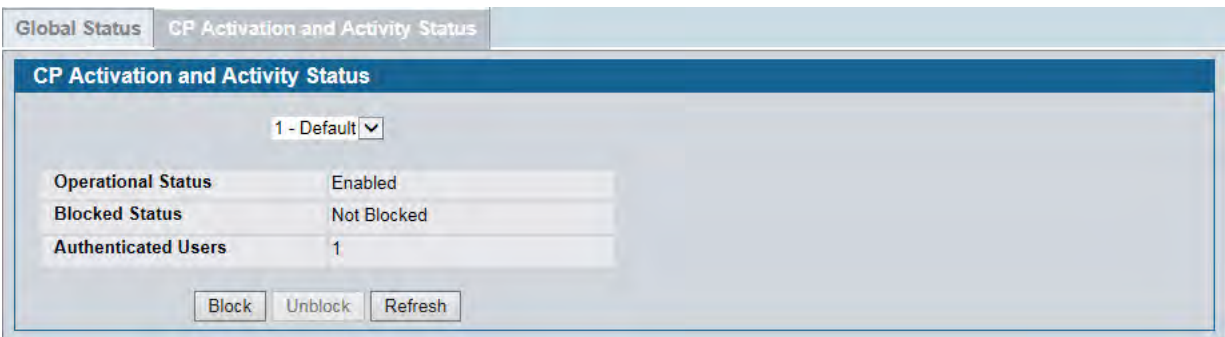 Global Status CP Activation and Activity Status
CP Activation and Activity Status
1 - Default
Operational Status Enabled
Blocked Status Not Blocked
Authenticated Users 1
Block Unblock Refresh